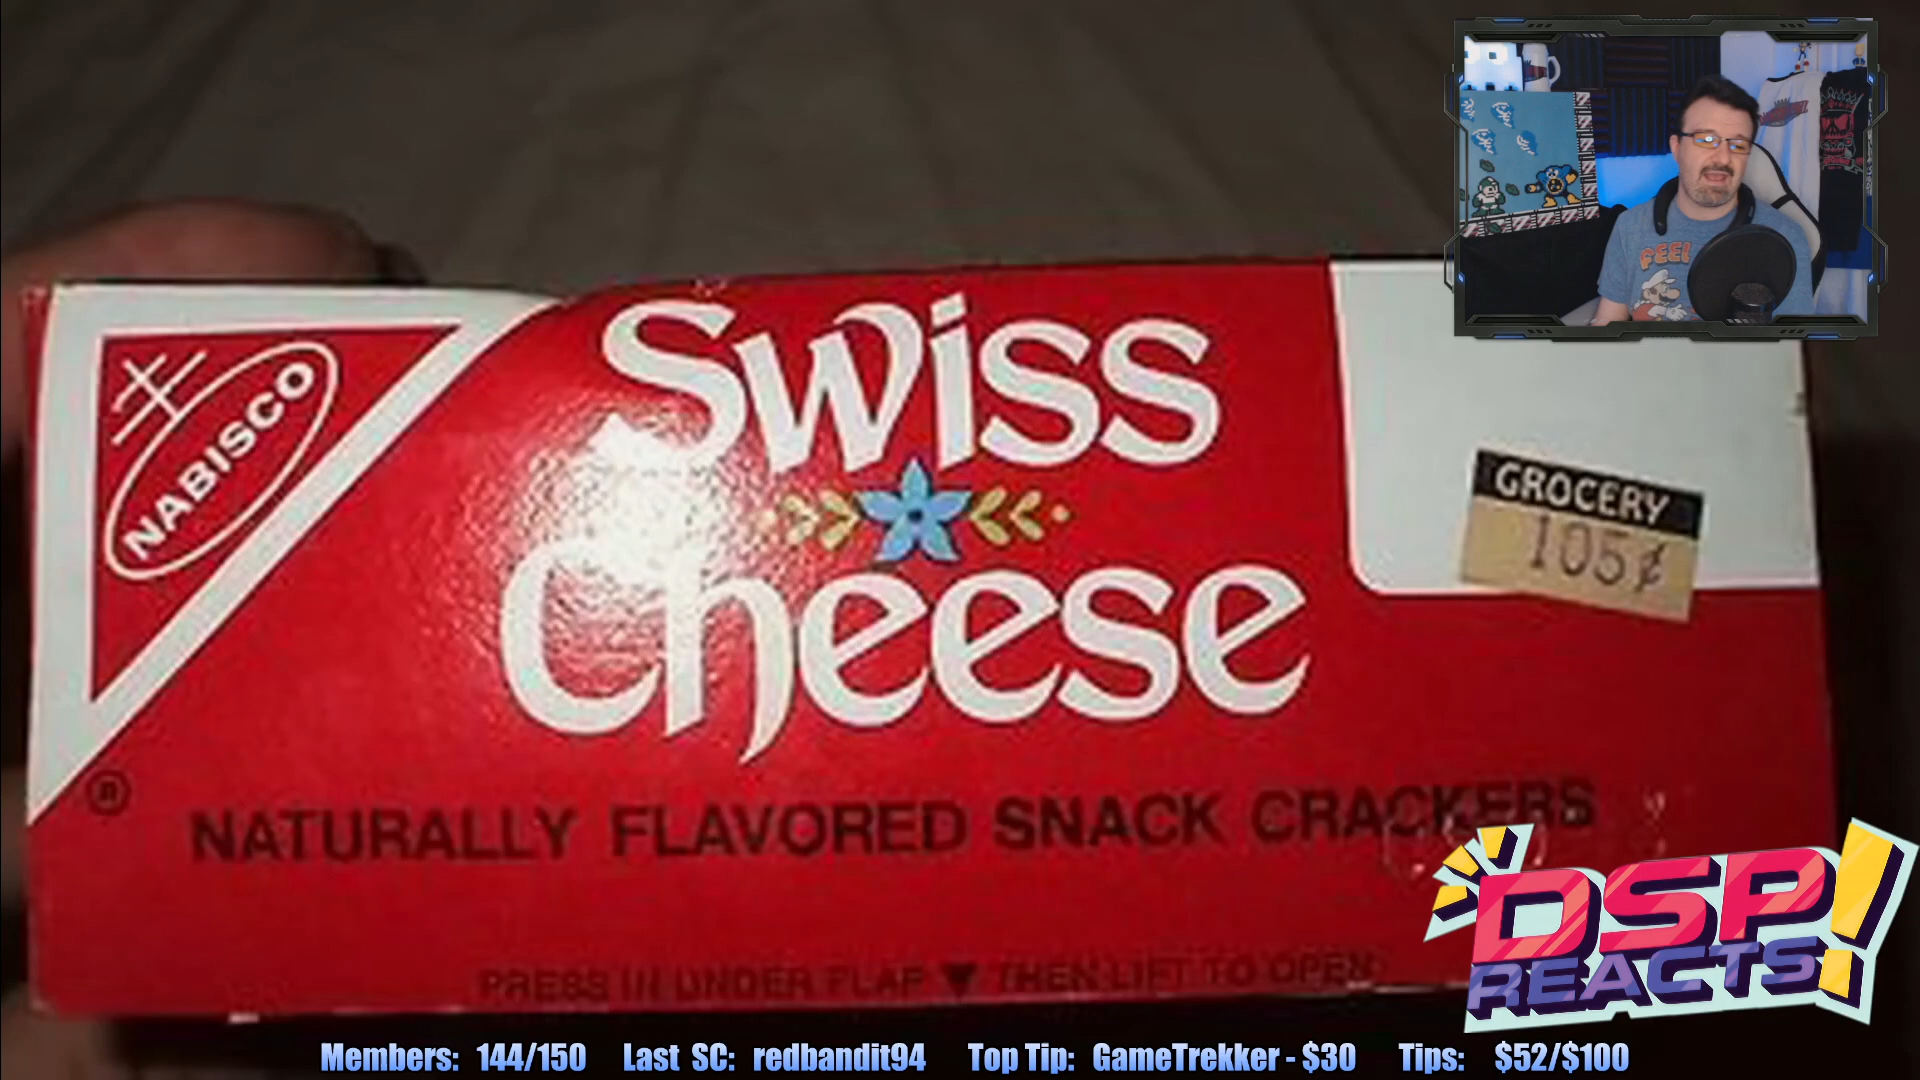 FEEL
Swiss
Cheese
NABISCO
GROCERY
105¢
®
NATURALLY FLAVORED SNACK CRACKERS
PRESS IN UNDER FLAP ▼ THEN LIFT TO OPEN
DSP
REACTS!
Members: 144/150 Last SC: redbandit94 Top Tip: GameTrekker - $30 Tips: $52/$100